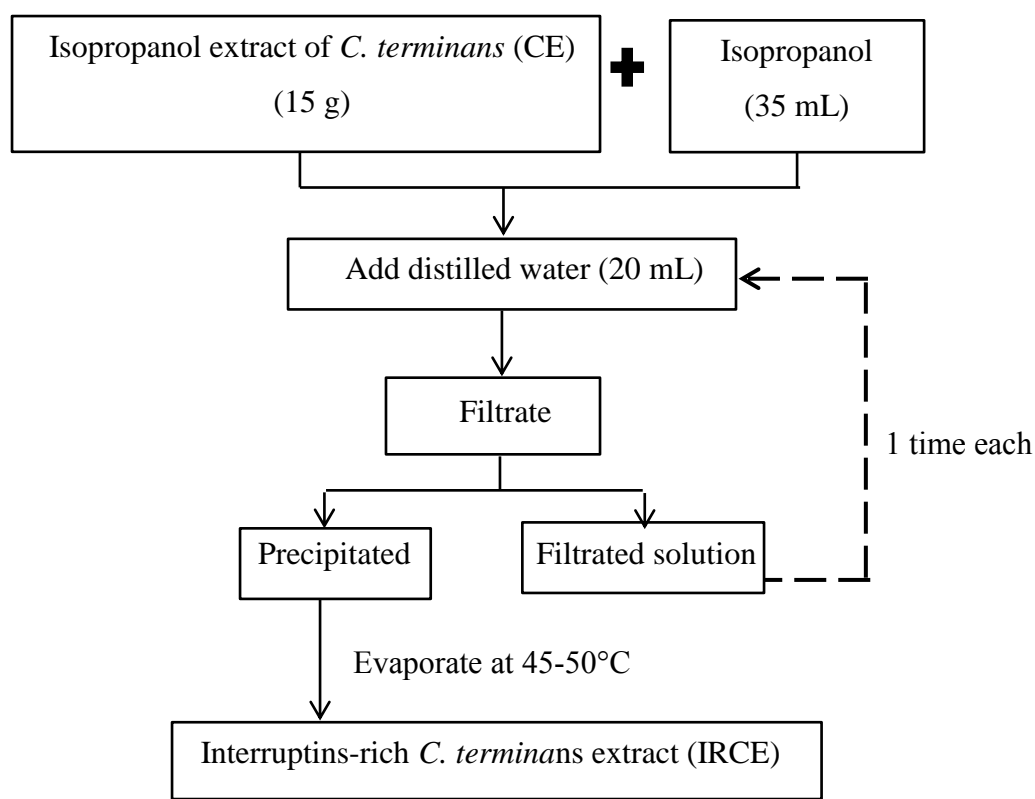 Isopropanol extract of C. terminans (CE)
(15 g)
Isopropanol
(35 mL)
Add distilled water (20 mL)
Filtrate
1 time each
Precipitated
Filtrated solution
Evaporate at 45-50°C
Interruptins-rich C. terminans extract (IRCE)